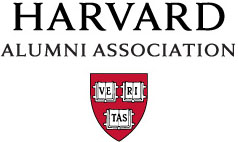 HARVARD
ALUMNI ASSOCIATION
VE RI
TAS